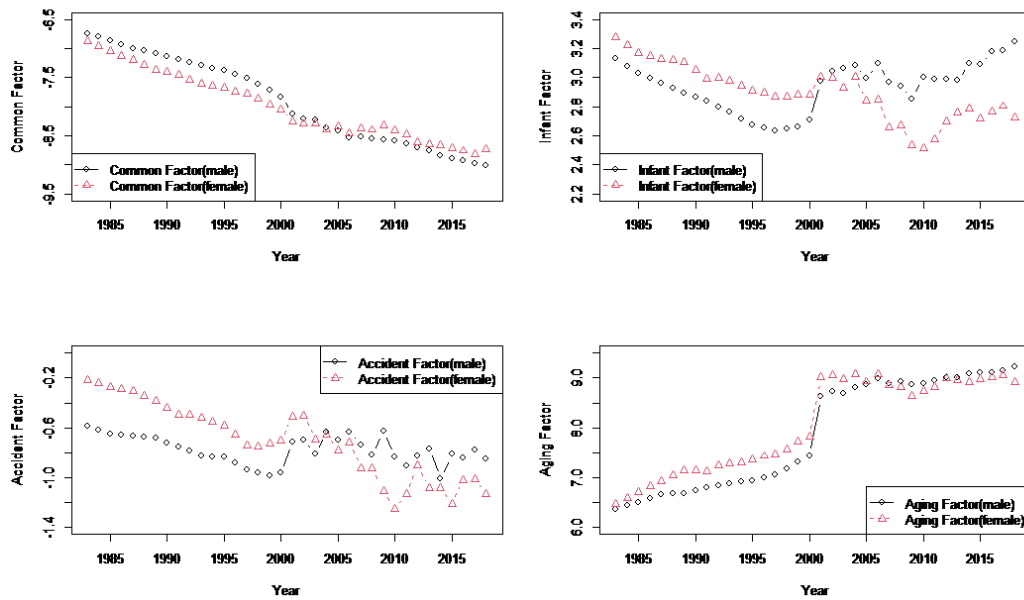 Common Factor
-6.5
-7.5
-8.5
-9.5
Common Factor(male)
Common Factor(female)
1985 1990 1995 2000 2005 2010 2015
Year
Infant Factor
3.4
3.2
3.0
2.8
2.6
2.4
2.2
Infant Factor(male)
Infant Factor(female)
1985 1990 1995 2000 2005 2010 2015
Year
Accident Factor
-0.2
-0.6
-1.0
-1.4
Accident Factor(male)
Accident Factor(female)
1985 1990 1995 2000 2005 2010 2015
Year
Aging Factor
9.0
8.0
7.0
6.0
Aging Factor(male)
Aging Factor(female)
1985 1990 1995 2000 2005 2010 2015
Year